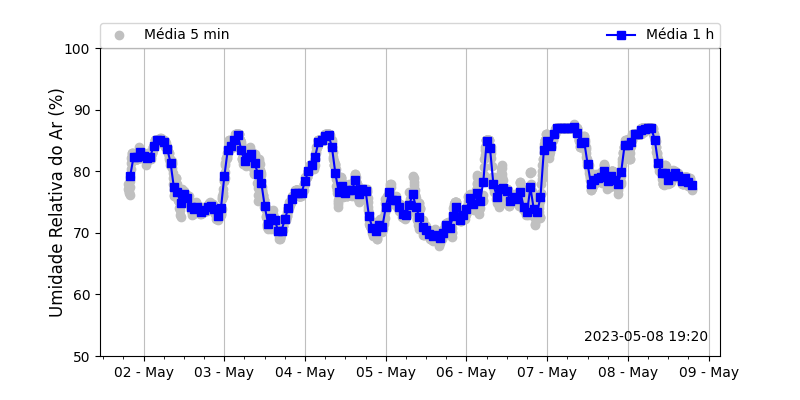 Média 5 min
Média 1 h
Umidade Relativa do Ar (%)
100
90
80
70
60
50
2023-05-08 19:20
02 - May
03 - May
04 - May
05 - May
06 - May
07 - May
08 - May
09 - May